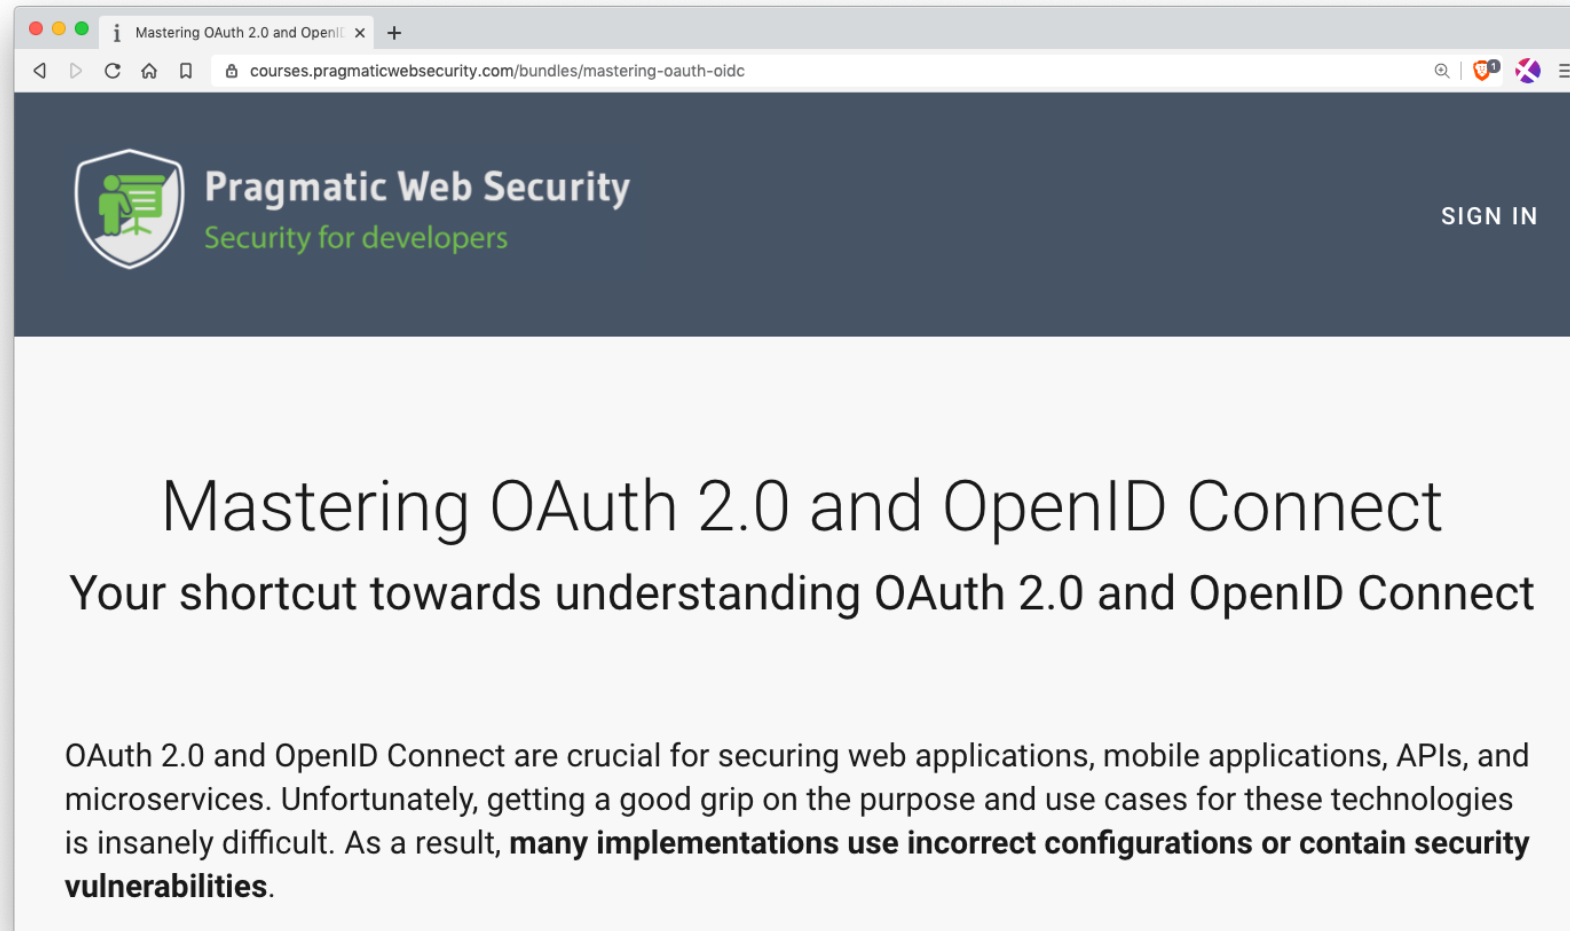 Mastering OAuth 2.0 and OpenID
courses.pragmaticwebsecurity.com/bundles/mastering-oauth-oidc
1
Pragmatic Web Security
Security for developers
SIGN IN
Mastering OAuth 2.0 and OpenID Connect
Your shortcut towards understanding OAuth 2.0 and OpenID Connect
OAuth 2.0 and OpenID Connect are crucial for securing web applications, mobile applications, APIs, and
microservices. Unfortunately, getting a good grip on the purpose and use cases for these technologies
is insanely difficult. As a result, many implementations use incorrect configurations or contain security
vulnerabilities.